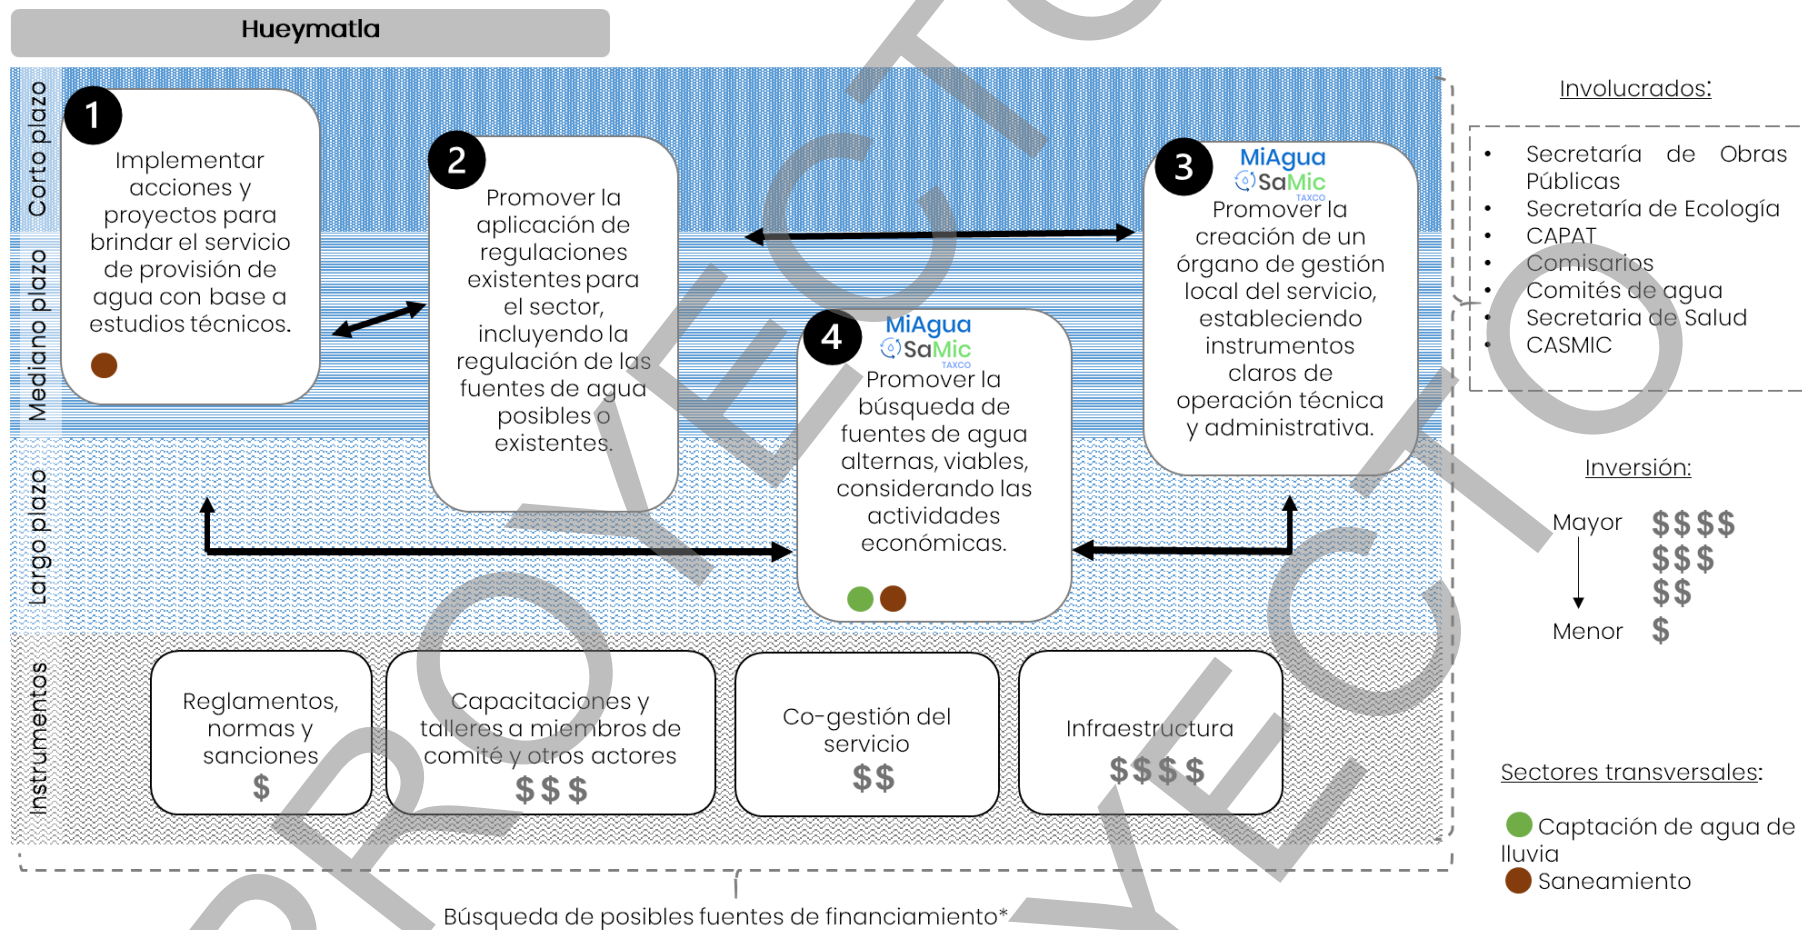 Hueymatla
Corto plazo
Mediano plazo
Largo plazo
Instrumentos
1
Implementar
acciones y
proyectos para
brindar el servicio
de provisión de
agua con base a
estudios técnicos.
2
Promover la
aplicación de
regulaciones
existentes para
el sector,
incluyendo la
regulación de las
fuentes de agua
posibles o
existentes.
4
MiAgua
SaMic
TAXCO
Promover la
búsqueda de
fuentes de agua
alternas, viables,
considerando las
actividades
económicas.
3
MiAgua
SaMic
TAXCO
Promover la
creación de un
órgano de gestión
local del servicio,
estableciendo
instrumentos
claros de
operación técnica
y administrativa.
Reglamentos,
normas y
sanciones
$
Capacitaciones y
talleres a miembros de
comité y otros actores
$$$
Co-gestión del
servicio
$$
Infraestructura
$$$$
Búsqueda de posibles fuentes de financiamiento*
Involucrados:
• Secretaría de Obras
Públicas
• Secretaría de Ecología
• CAPAT
• Comisarios
• Comités de agua
• Secretaria de Salud
• CASMIC
Inversión:
Mayor $$$$
$$$
$$
Menor $
Sectores transversales:
Captación de agua de
lluvia
Saneamiento
PROYECTO
PROYECTO